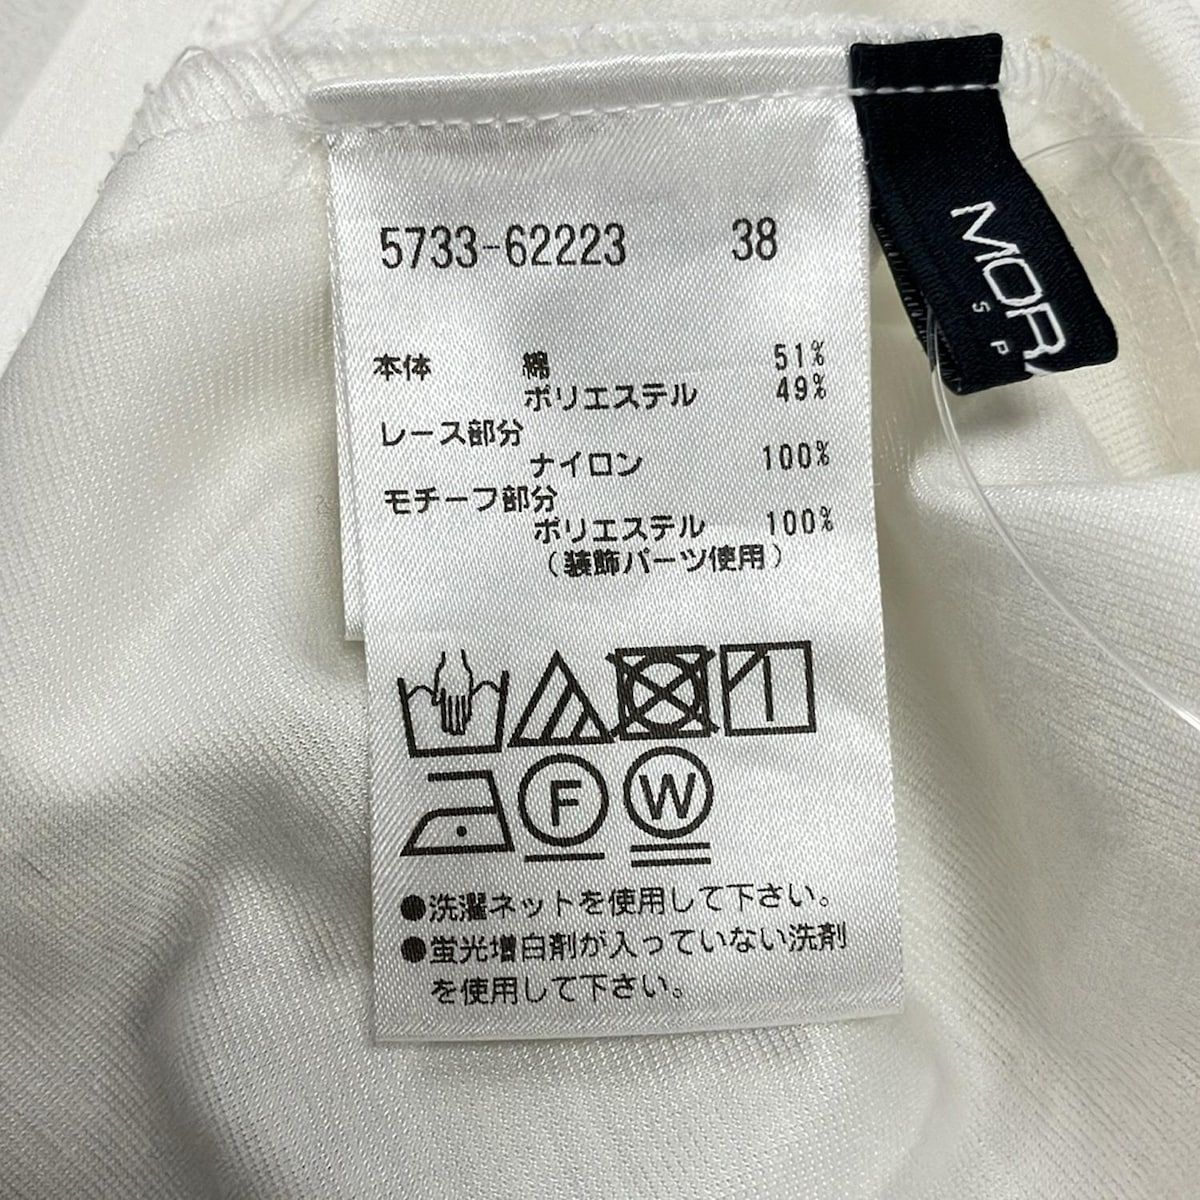 5733-62223 38
本体 綿 51%
ポリエステル 49%
レース部分
ナイロン 100%
モチーフ部分
ポリエステル 100%
(装飾パーツ使用)
F W
●洗濯ネットを使用して下さい。
●蛍光増白剤が入っていない洗剤
を使用して下さい。
MOR
S P